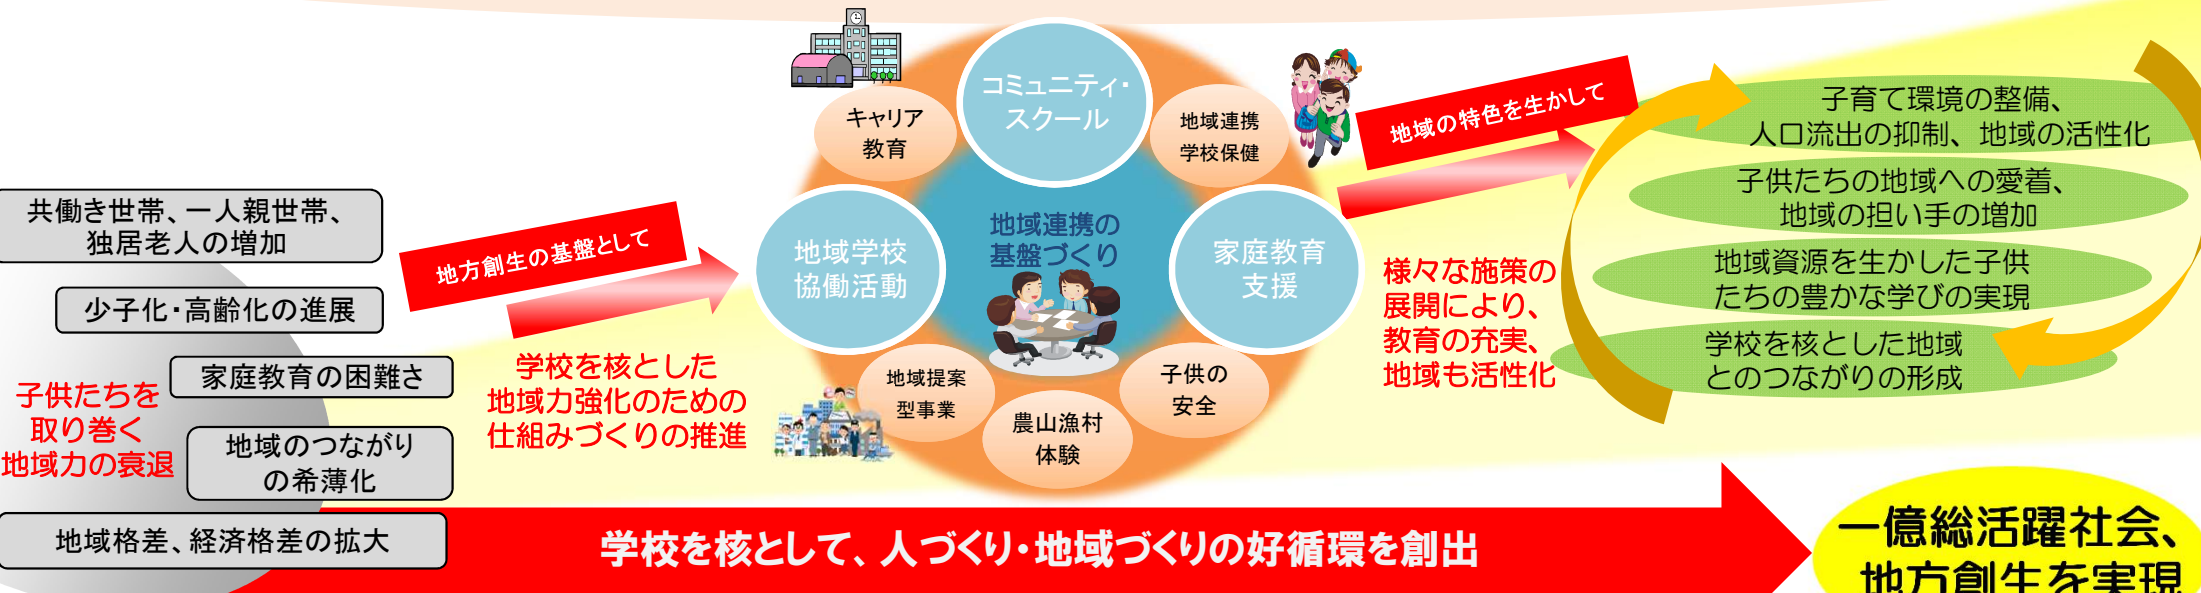 共働き世帯、一人親世帯、
独居老人の増加
少子化・高齢化の進展
家庭教育の困難さ
子供たちを
取り巻く
地域力の衰退
地域のつながり
の希薄化
地域格差、経済格差の拡大
地方創生の基盤として
学校を核とした
地域力強化のための
仕組みづくりの推進
コミュニティ・
スクール
キャリア
教育
地域連携
学校保健
地域学校
協働活動
地域連携の
基盤づくり
家庭教育
支援
地域提案
型事業
農山漁村
体験
子供の
安全
地域の特色を生かして
様々な施策の
展開により、
教育の充実、
地域も活性化
子育て環境の整備、
人口流出の抑制、地域の活性化
子供たちの地域への愛着、
地域の担い手の増加
地域資源を生かした子供
たちの豊かな学びの実現
学校を核とした地域
とのつながりの形成
学校を核として、人づくり・地域づくりの好循環を創出
一億総活躍社会、
地方創生を実現